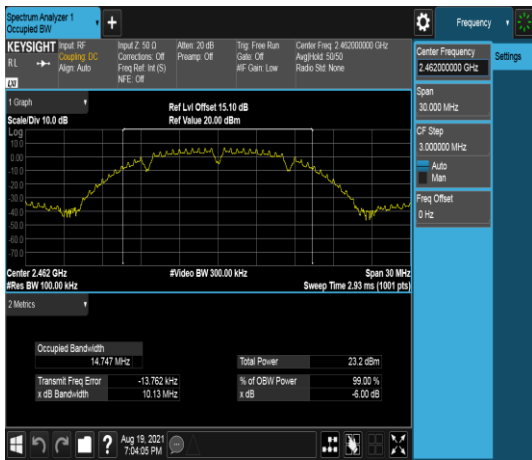 Spectrum Analyzer 1
Occupied BW
Frequency
KEYSIGHT
RL
LXI
Input: RF
Coupling: DC
Align: Auto
Input Z: 50 Ω
Corrections: Off
Freq Ref: Int (S)
NFE: Off
Atten: 20 dB
Preamp: Off
Trig: Free Run
Gate: Off
#IF Gain: Low
Center Freq: 2.462000000 GHz
Avg|Hold: 50/50
Radio Std: None
Center Frequency
2.462000000 GHz
Settings
Span
30.000 MHz
CF Step
3.000000 MHz
Auto
Man
Freq Offset
0 Hz
1 Graph
Scale/Div 10.0 dB
Ref Lvl Offset 15.10 dB
Ref Value 20.00 dBm
Log
10.0
0.00
-10.0
-20.0
-30.0
-40.0
-50.0
-60.0
-70.0
Center 2.462 GHz
#Res BW 100.00 kHz
#Video BW 300.00 kHz
Span 30 MHz
Sweep Time 2.93 ms (1001 pts)
2 Metrics
Occupied Bandwidth
14.747 MHz
Total Power 23.2 dBm
Transmit Freq Error -13.762 kHz
% of OBW Power 99.00 %
x dB Bandwidth 10.13 MHz
x dB -6.00 dB
?
Aug 19, 2021
7:04:05 PM